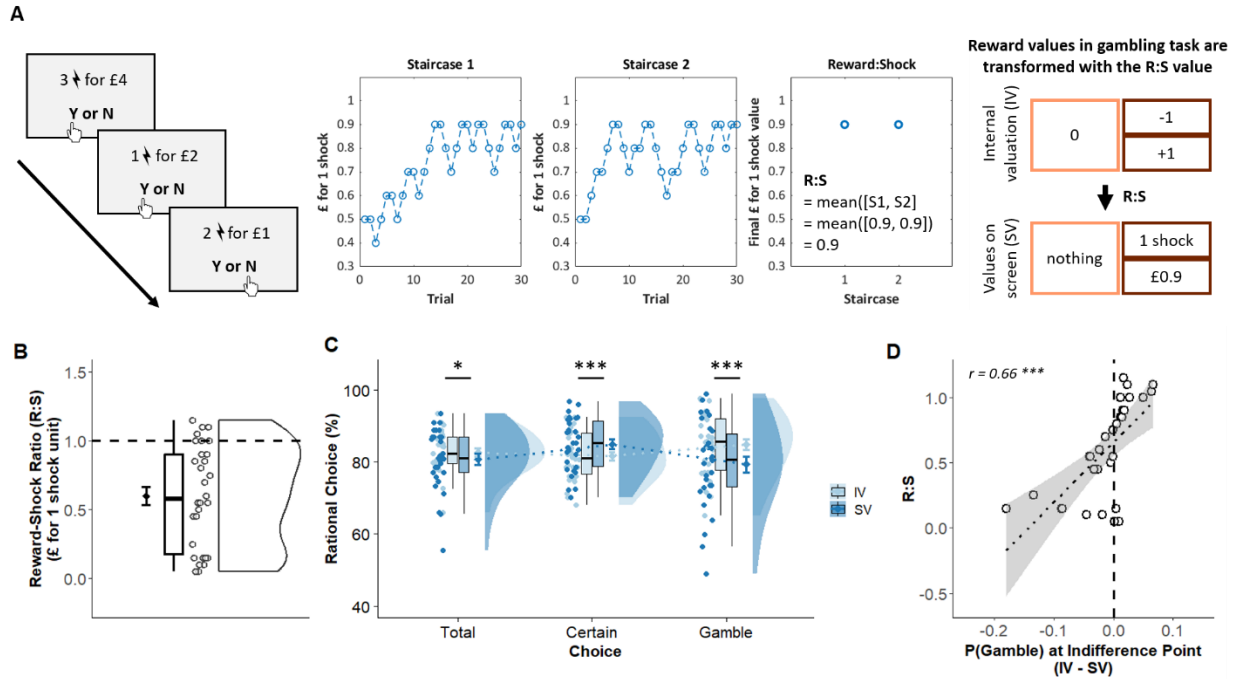 A
3 for £4
Y or N
1 for £2
Y or N
2 for £1
Y or N
Staircase 1
£ for 1 shock
1
0.9
0.8
0.7
0.6
0.5
0.4
0.3
0 10 20 30
Trial
Staircase 2
£ for 1 shock
1
0.9
0.8
0.7
0.6
0.5
0.4
0.3
0 10 20 30
Trial
Reward:Shock
Final £ for 1 shock value
1
0.9
0.8
0.7
0.6
0.5
0.4
0.3
R:S
= mean([S1, S2]
= mean([0.9, 0.9])
= 0.9
1 2
Staircase
Reward values in gambling task are
transformed with the R:S value
Internal
valuation (IV)
0
-1
+1
R:S
Values on
screen (SV)
nothing
1 shock
£0.9
B
Reward-Shock Ratio (R:S)
(£ for 1 shock unit)
1.5
1.0
0.5
0.0
C
Rational Choice (%)
100
80
60
40
* *** ***
Total Certain Gamble
Choice
IV
SV
D
r = 0.66 ***
R:S
1.0
0.5
0.0
-0.5
-0.2 -0.1 0.0 0.1
P(Gamble) at Indifference Point
(IV - SV)